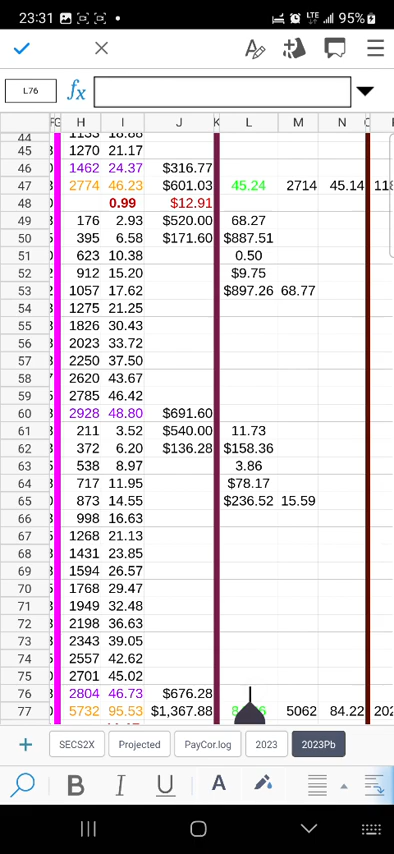 23:31 LTE 95%
L76 fx
F G H I J K L M N
44 1153 18.88
45 1270 21.17
46 1462 24.37 $316.77
47 2774 46.23 $601.03 45.24 2714 45.14
48 0.99 $12.91
49 176 2.93 $520.00 68.27
50 395 6.58 $171.60 $887.51
51 623 10.38 0.50
52 912 15.20 $9.75
53 1057 17.62 $897.26 68.77
54 1275 21.25
55 1826 30.43
56 2023 33.72
57 2250 37.50
58 2620 43.67
59 2785 46.42
60 2928 48.80 $691.60
61 211 3.52 $540.00 11.73
62 372 6.20 $136.28 $158.36
63 538 8.97 3.86
64 717 11.95 $78.17
65 873 14.55 $236.52 15.59
66 998 16.63
67 1268 21.13
68 1431 23.85
69 1594 26.57
70 1768 29.47
71 1949 32.48
72 2198 36.63
73 2343 39.05
74 2557 42.62
75 2701 45.02
76 2804 46.73 $676.28
77 5732 95.53 $1,367.88 5062 84.22
+ SECS2X Projected PayCor.log 2023 2023Pb
B I U A